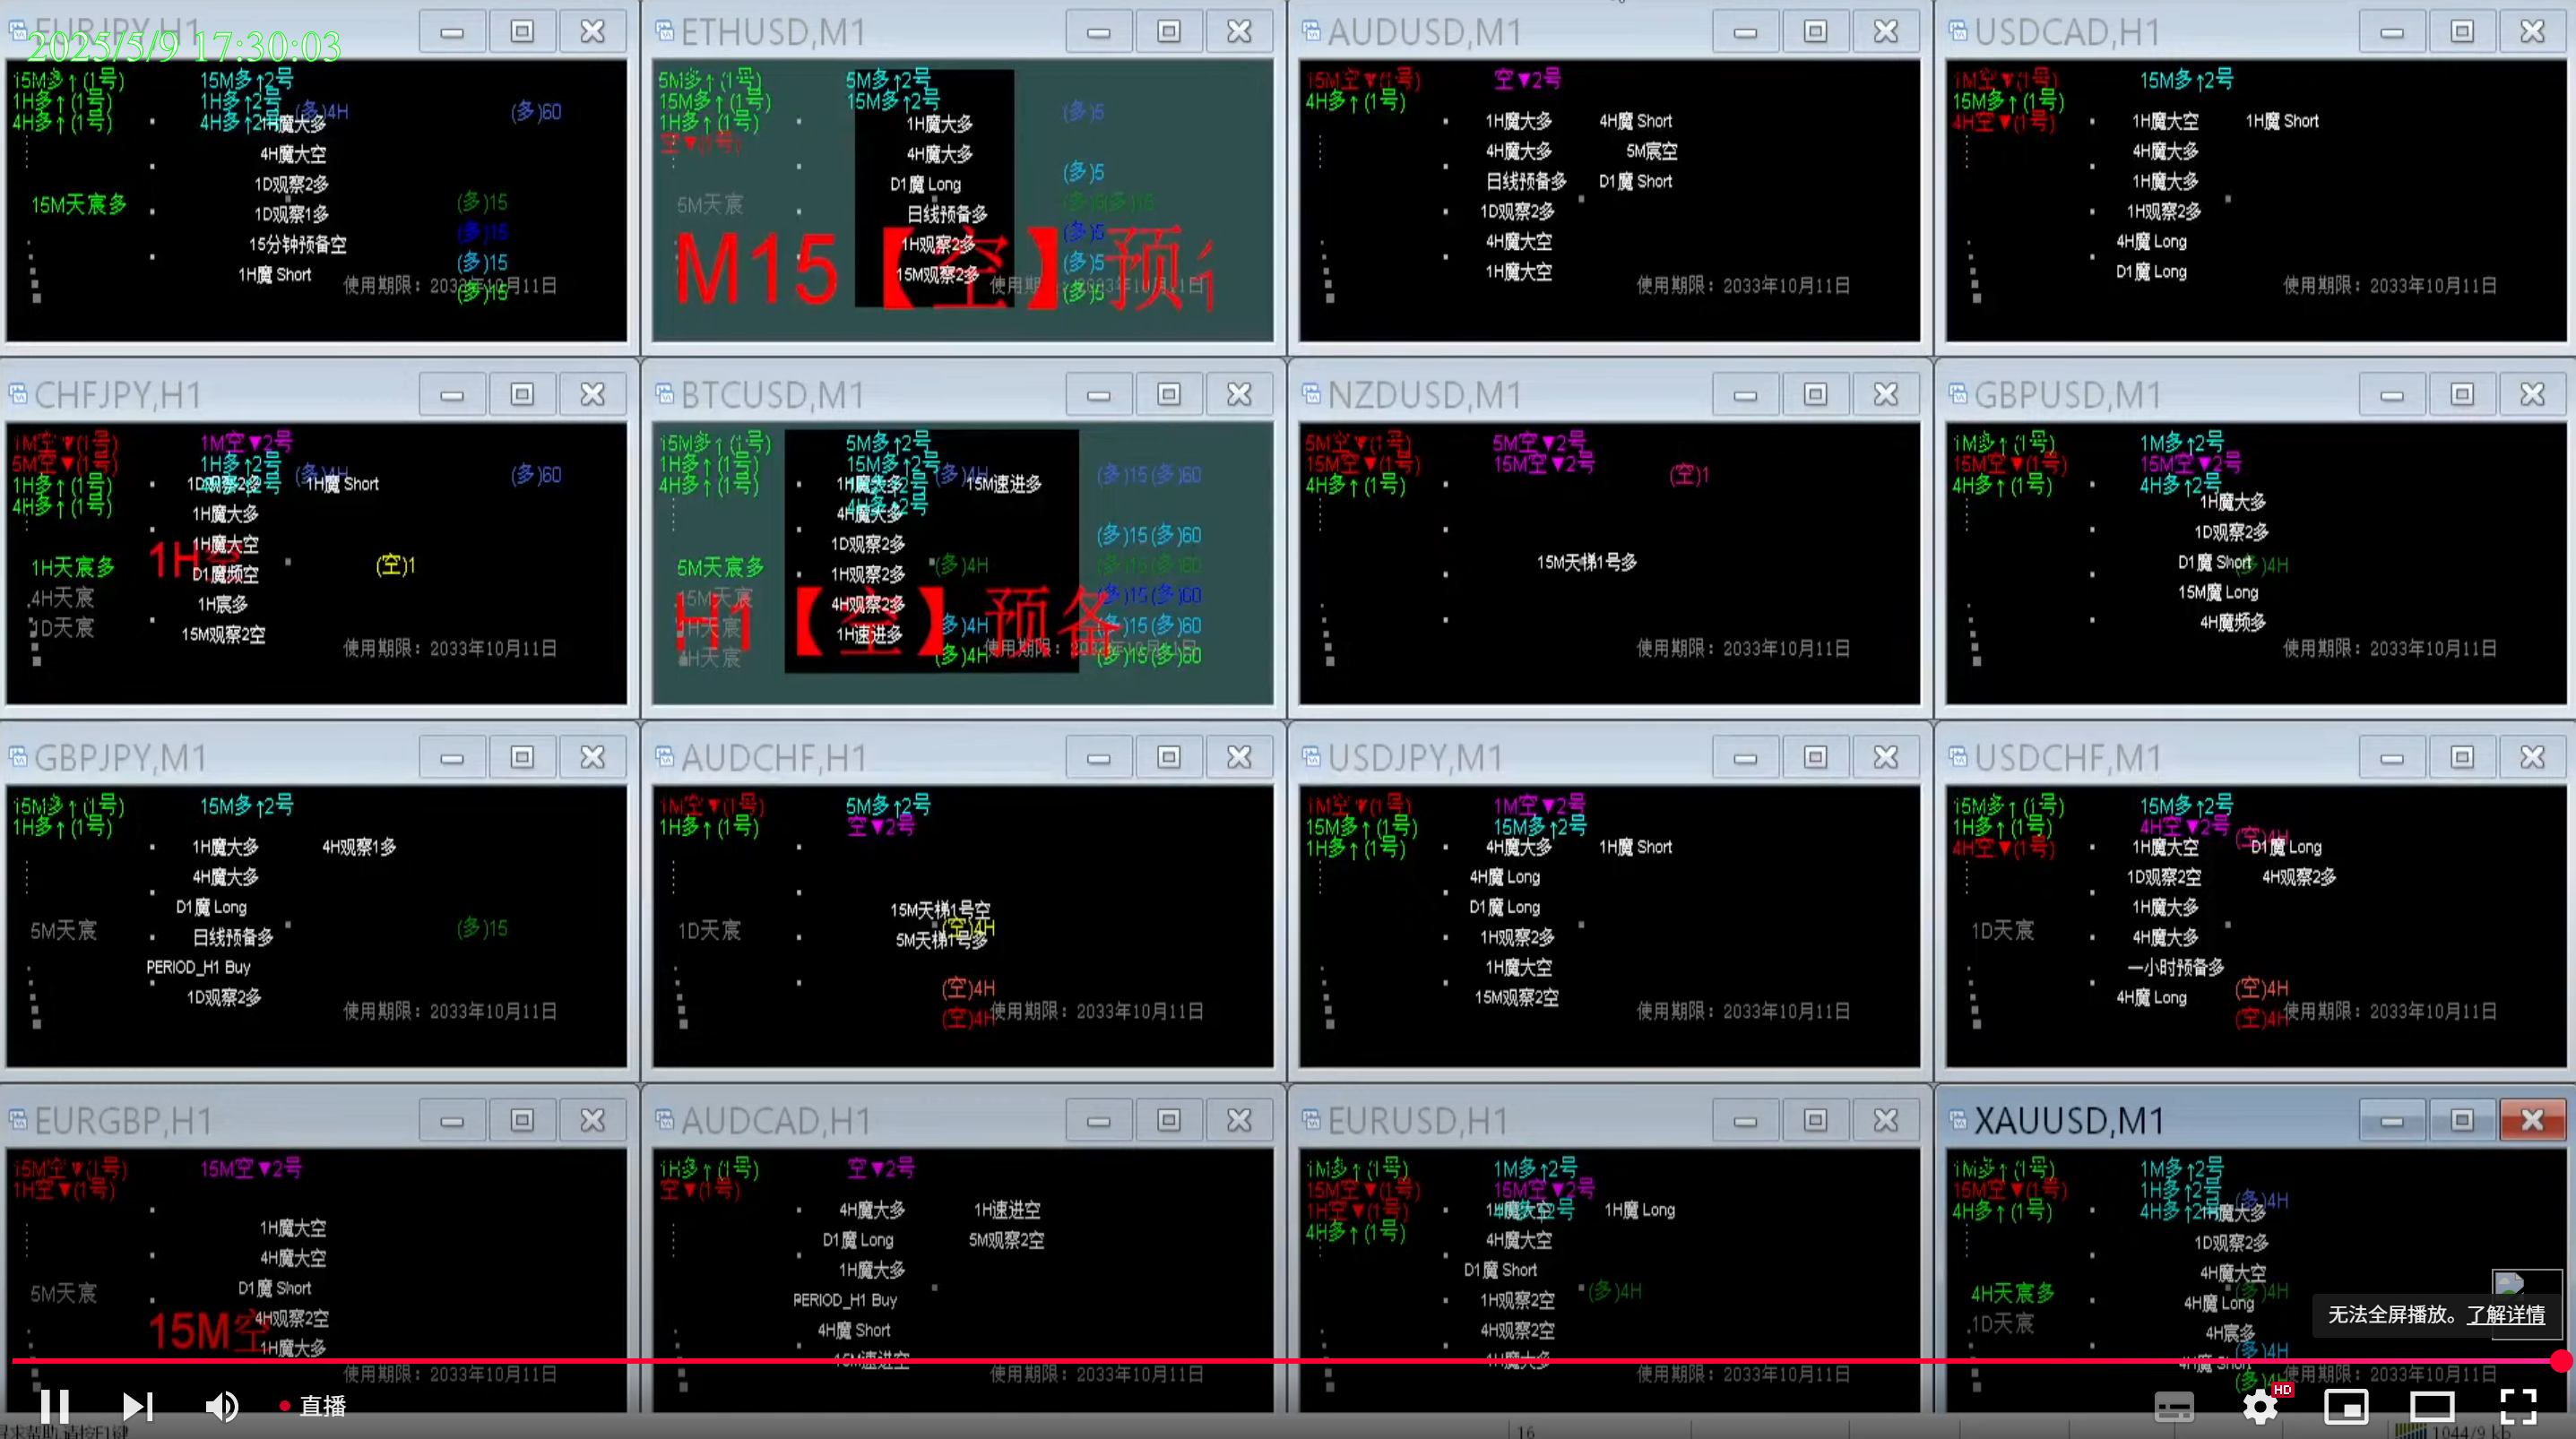 EURJPY,H1
2025/5/9 17:30:03
15M多↑(1号) 15M多↑2号
1H多↑(1号) 1H多↑2号
4H多↑(1号) 4H多↑2号 (多)4H (多)60
1H魔大多
4H魔大空
1D观察2多
15M天宸多 (多)15
1D观察1多
(多)15
15分钟预备空
(多)15
1H魔 Short
使用期限：2033年10月11日
(多)15
ETHUSD,M1
5M多↑(1号) 5M多↑2号
15M多↑(1号) 15M多↑2号
1H多↑(1号) (多)5
空▼(1号)
1H魔大多
4H魔大多
(多)5
D1魔 Long
5M天宸
日线预备多
(多)5
1H观察2多
(多)5
15M观察2多
(多)5
M15【空】预
AUDUSD,M1
15M空▼(1号) 空▼2号
4H多↑(1号)
1H魔大多 4H魔 Short
4H魔大多 5M宸空
日线预备多 D1魔 Short
1D观察2多
4H魔大空
1H魔大空
使用期限：2033年10月11日
USDCAD,H1
1M空▼(1号) 15M多↑2号
15M多↑(1号)
4H空▼(1号)
1H魔大空 1H魔 Short
4H魔大多
1H魔大多
1H观察2多
4H魔 Long
D1魔 Long
使用期限：2033年10月11日
CHFJPY,H1
1M空▼(1号) 1M空▼2号
5M空▼(1号) 1H多↑2号
1H多↑(1号) (多)4H (多)60
4H多↑(1号)
1D观察2多 1H魔 Short
1H魔大多
1H魔大空
1H天宸多 (空)1
D1魔频空
4H天宸 1H宸多
1D天宸 15M观察2空
使用期限：2033年10月11日
BTCUSD,M1
15M多↑(1号) 5M多↑2号
1H多↑(1号) 15M多↑2号
4H多↑(1号) (多)4H (多)15(多)60
1H魔大多 15M速进多
4H魔大多
1D观察2多 (多)15(多)60
5M天宸多 1H观察2多 (多)4H (多)15(多)60
15M天宸 4H观察2多 (多)15(多)60
1H天宸 1H速进多 (多)4H (多)15(多)60
4H天宸 (多)4H (多)15(多)60
H1【空】预备
NZDUSD,M1
5M空▼(1号) 5M空▼2号
15M空▼(1号) 15M空▼2号
4H多↑(1号) (空)1
15M天梯1号多
使用期限：2033年10月11日
GBPUSD,M1
1M多↑(1号) 1M多↑2号
15M空▼(1号) 15M空▼2号
4H多↑(1号) 4H多↑2号
1H魔大多
1D观察2多
D1魔 Short (多)4H
15M魔 Long
4H魔频多
使用期限：2033年10月11日
GBPJPY,M1
15M多↑(1号) 15M多↑2号
1H多↑(1号)
1H魔大多 4H观察1多
4H魔大多
D1魔 Long
5M天宸 日线预备多 (多)15
PERIOD_H1 Buy
1D观察2多
使用期限：2033年10月11日
AUDCHF,H1
1M空▼(1号) 5M多↑2号
1H多↑(1号) 空▼2号
15M天梯1号空
1D天宸 (空)4H
5M天梯1号多
(空)4H
(空)4H
使用期限：2033年10月11日
USDJPY,M1
1M空▼(1号) 1M空▼2号
15M多↑(1号) 15M多↑2号
1H多↑(1号)
4H魔大多 1H魔 Short
4H魔 Long
D1魔 Long
1H观察2多
1H魔大空
15M观察2空
使用期限：2033年10月11日
USDCHF,M1
15M多↑(1号) 15M多↑2号
1H多↑(1号) 4H空▼2号 (空)4H
4H空▼(1号)
1H魔大空 D1魔 Long
1D观察2空 4H观察2多
1H魔大多
1D天宸 4H魔大多
一小时预备多
4H魔 Long (空)4H
(空)4H
使用期限：2033年10月11日
EURGBP,H1
15M空▼(1号) 15M空▼2号
1H空▼(1号)
1H魔大空
4H魔大空
5M天宸 D1魔 Short
4H观察2空
15M空
1H魔大多
使用期限：2033年10月11日
AUDCAD,H1
1H多↑(1号) 空▼2号
空▼(1号)
4H魔大多 1H速进空
D1魔 Long 5M观察2空
1H魔大多
PERIOD_H1 Buy
4H魔 Short
15M速进空
使用期限：2033年10月11日
EURUSD,H1
1M多↑(1号) 1M多↑2号
15M空▼(1号) 15M空▼2号
1H空▼(1号)
4H多↑(1号)
1H魔大空 1H魔 Long
4H魔大空
D1魔 Short
1H观察2空 (多)4H
4H观察2空
1H魔大多
使用期限：2033年10月11日
XAUUSD,M1
1M多↑(1号) 1M多↑2号
15M空▼(1号) 1H多↑2号 (多)4H
4H多↑(1号) 4H多↑2号
1H魔大多
1D观察2多
4H魔大空
4H天宸多 4H魔 Long (多)4H
1D天宸 4H宸多
(多)4H
4H魔 Short
使用期限：2033年10月11日
无法全屏播放。了解详情
直播
HD
16